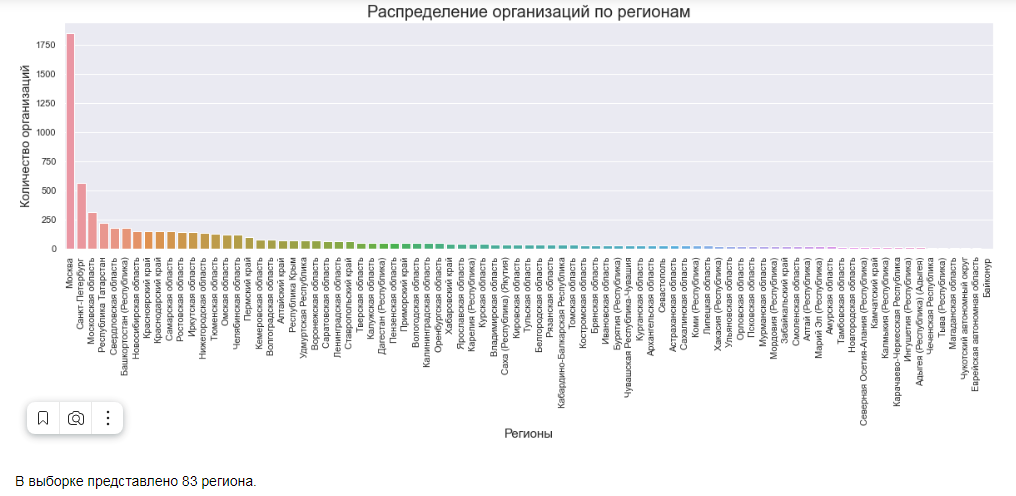 Распределение организаций по регионам
Количество организаций
1750
1500
1250
1000
750
500
250
0
Москва
Санкт-Петербург
Московская область
Республика Татарстан
Свердловская область
Башкортостан (Республика)
Новосибирская область
Красноярский край
Краснодарский край
Самарская область
Ростовская область
Иркутская область
Нижегородская область
Тюменская область
Омская область
Челябинская область
Пермский край
Кемеровская область
Волгоградская область
Алтайский край
Республика Крым
Удмуртская Республика
Воронежская область
Саратовская область
Ленинградская область
Ставропольский край
Тверская область
Калужская область
Дагестан (Республика)
Пензенская область
Приморский край
Вологодская область
Калининградская область
Оренбургская область
Хабаровский край
Ярославская область
Карелия (Республика)
Курская область
Владимирская область
Саха (Республика) (Якутия)
Кировская область
Тульская область
Белгородская область
Рязанская область
Кабардино-Балкарская Республика
Томская область
Костромская область
Брянская область
Ивановская область
Бурятия (Республика)
Чувашская Республика-Чувашия
Курганская область
Архангельская область
Севастополь
Астраханская область
Сахалинская область
Коми (Республика)
Липецкая область
Хакасия (Республика)
Ульяновская область
Орловская область
Псковская область
Мурманская область
Мордовия (Республика)
Забайкальский край
Смоленская область
Алтай (Республика)
Марий Эл (Республика)
Амурская область
Тамбовская область
Новгородская область
Северная Осетия-Алания (Республика)
Камчатский край
Калмыкия (Республика)
Карачаево-Черкесская Республика
Ингушетия (Республика)
Адыгея (Республика) (Адыгея)
Чеченская Республика
Тыва (Республика)
Магаданская область
Чукотский автономный округ
Еврейская автономная область
Байконур
Регионы
В выборке представлено 83 региона.